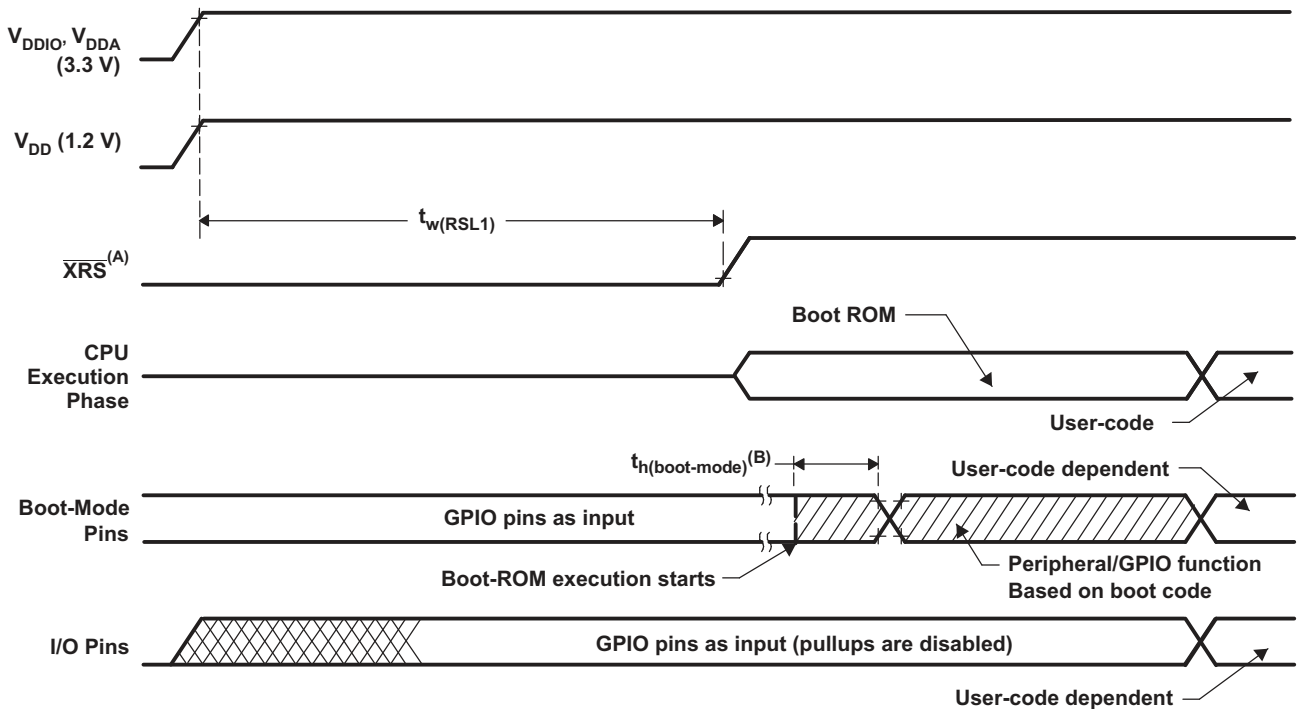 V_DDIO, V_DDA
(3.3 V)
V_DD (1.2 V)
t_w(RSL1)
XRS(A)
Boot ROM
CPU
Execution
Phase
User-code
t_h(boot-mode)(B)
User-code dependent
Boot-Mode
Pins
GPIO pins as input
Boot-ROM execution starts
Peripheral/GPIO function
Based on boot code
I/O Pins
GPIO pins as input (pullups are disabled)
User-code dependent